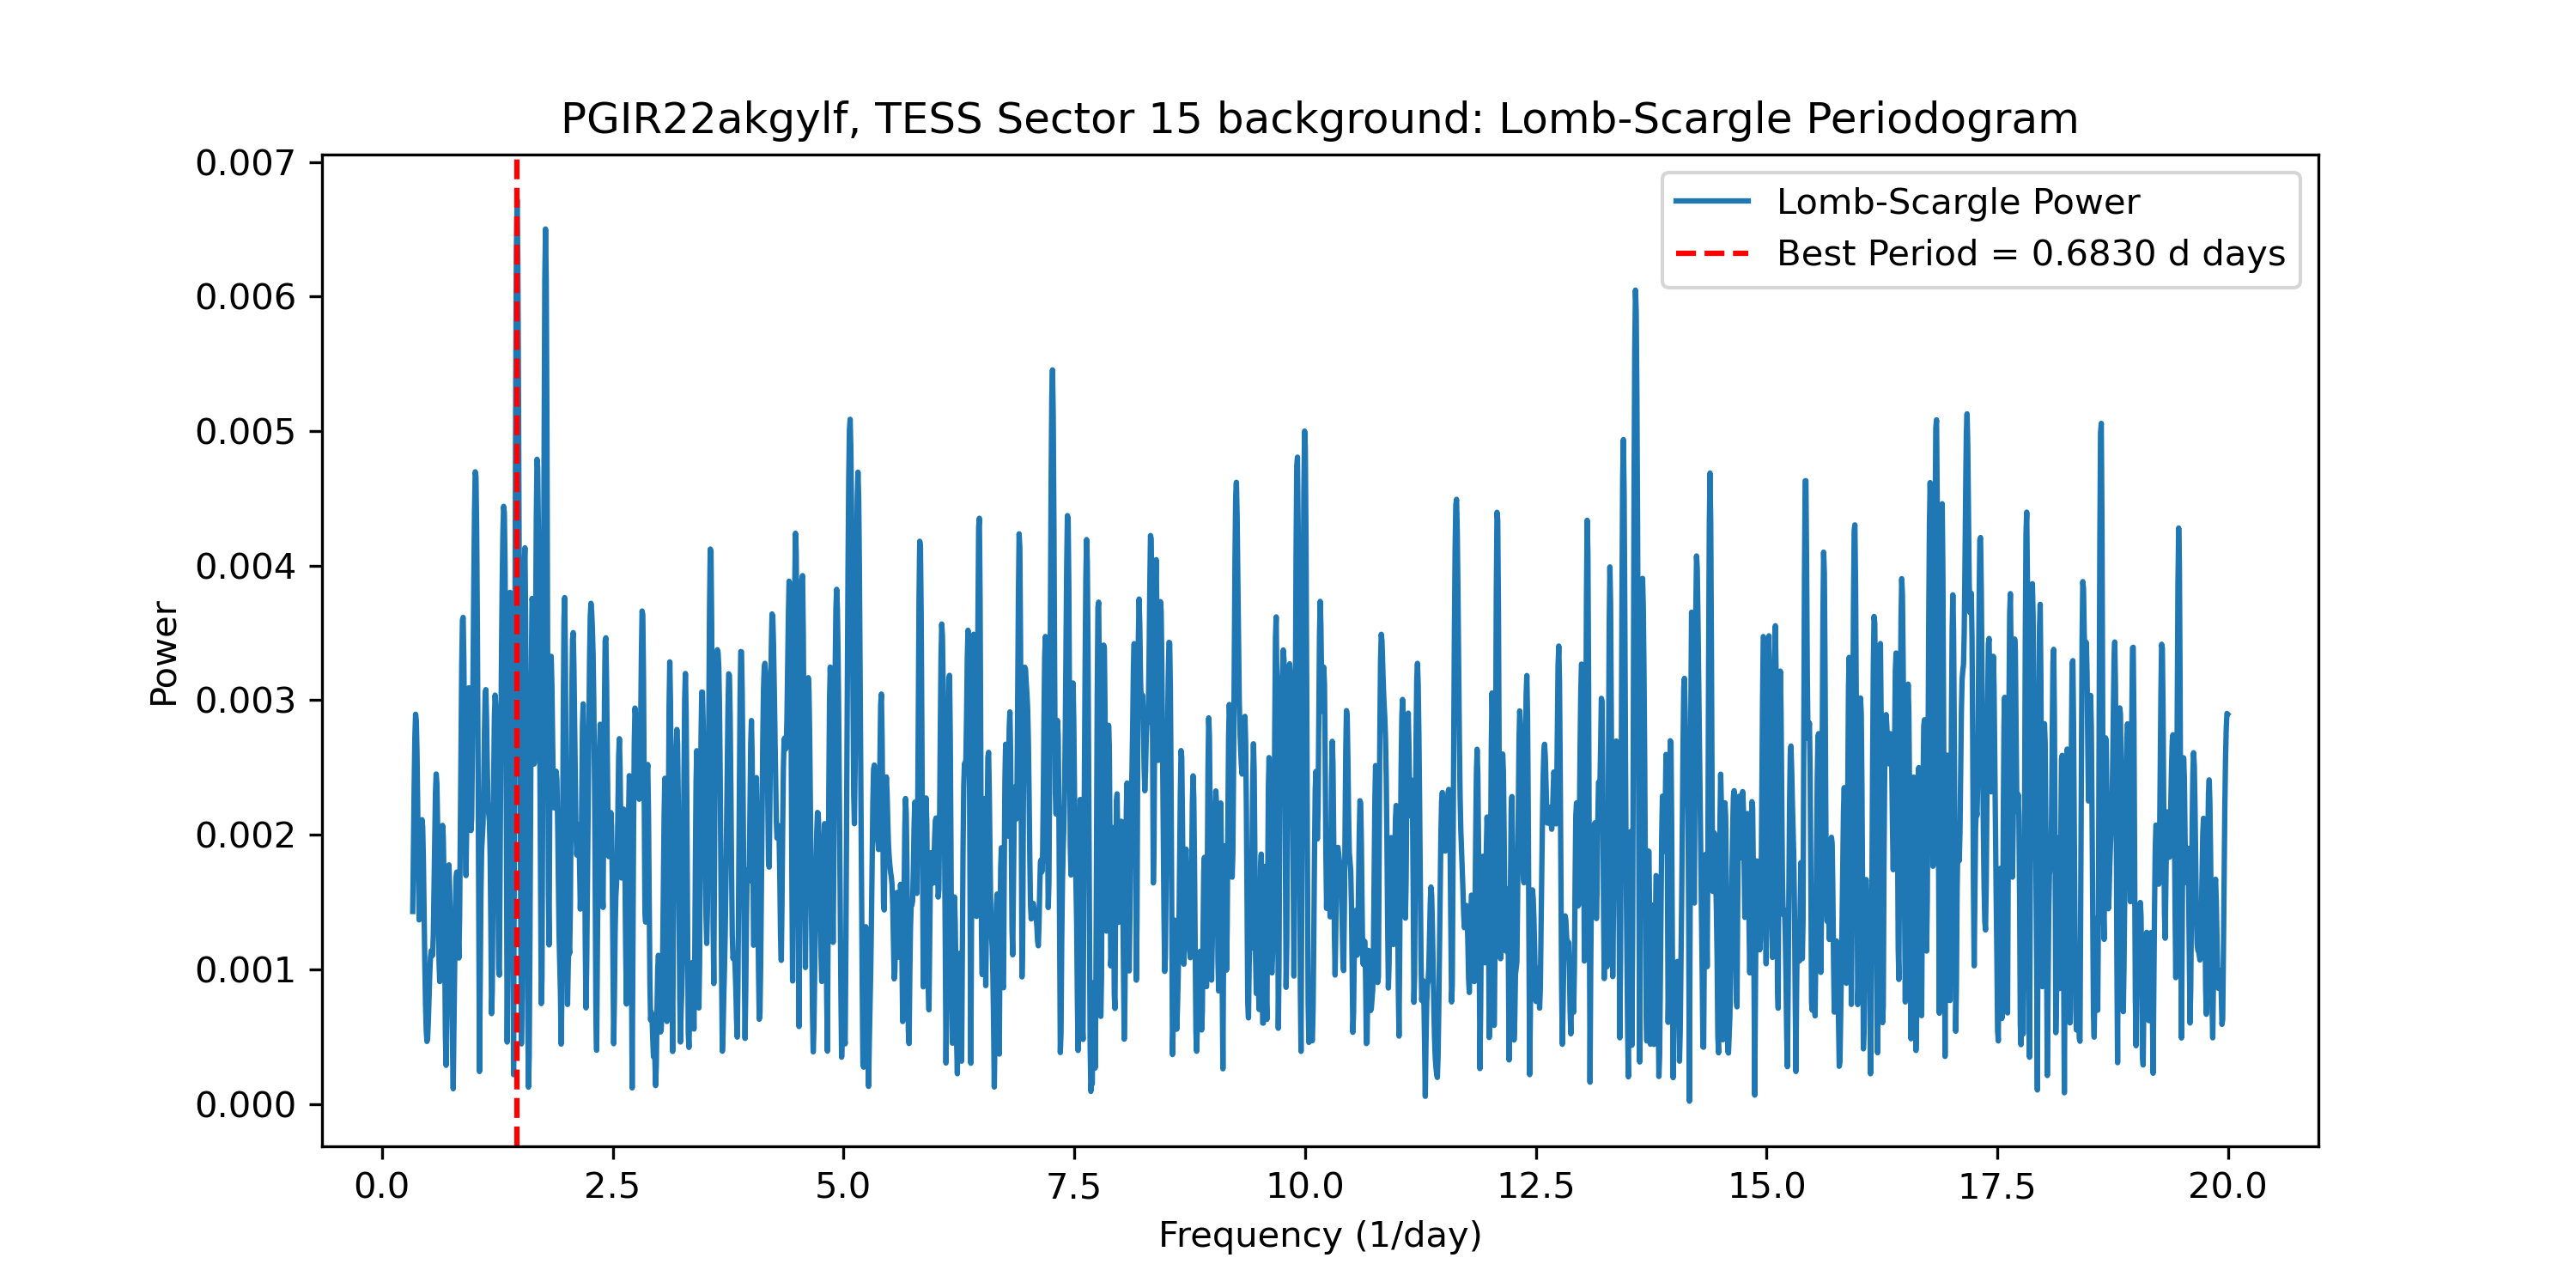 PGIR22akgylf, TESS Sector 15 background: Lomb-Scargle Periodogram
Lomb-Scargle Power
Best Period = 0.6830 d days
Power
0.007
0.006
0.005
0.004
0.003
0.002
0.001
0.000
0.0 2.5 5.0 7.5 10.0 12.5 15.0 17.5 20.0
Frequency (1/day)